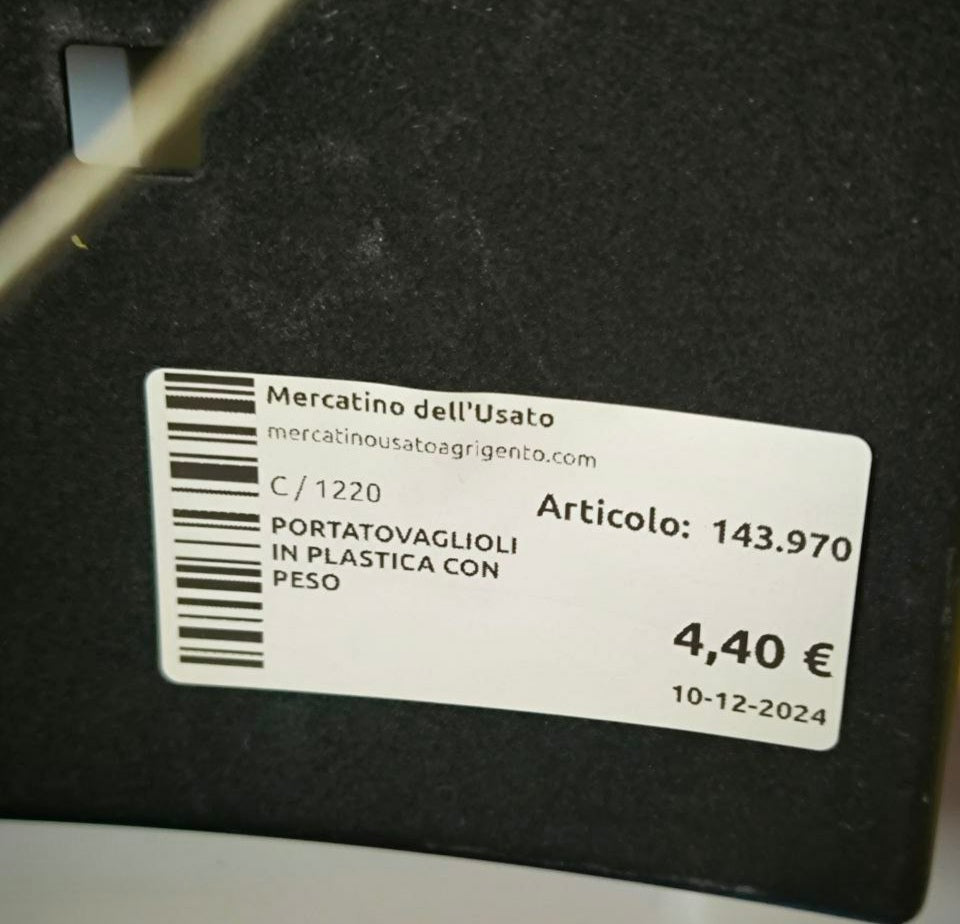 Mercatino dell'Usato
mercatinousatoagrigento.com
C/1220
Articolo: 143.970
PORTATOVAGLIOLI
IN PLASTICA CON
PESO
4,40 €
10-12-2024